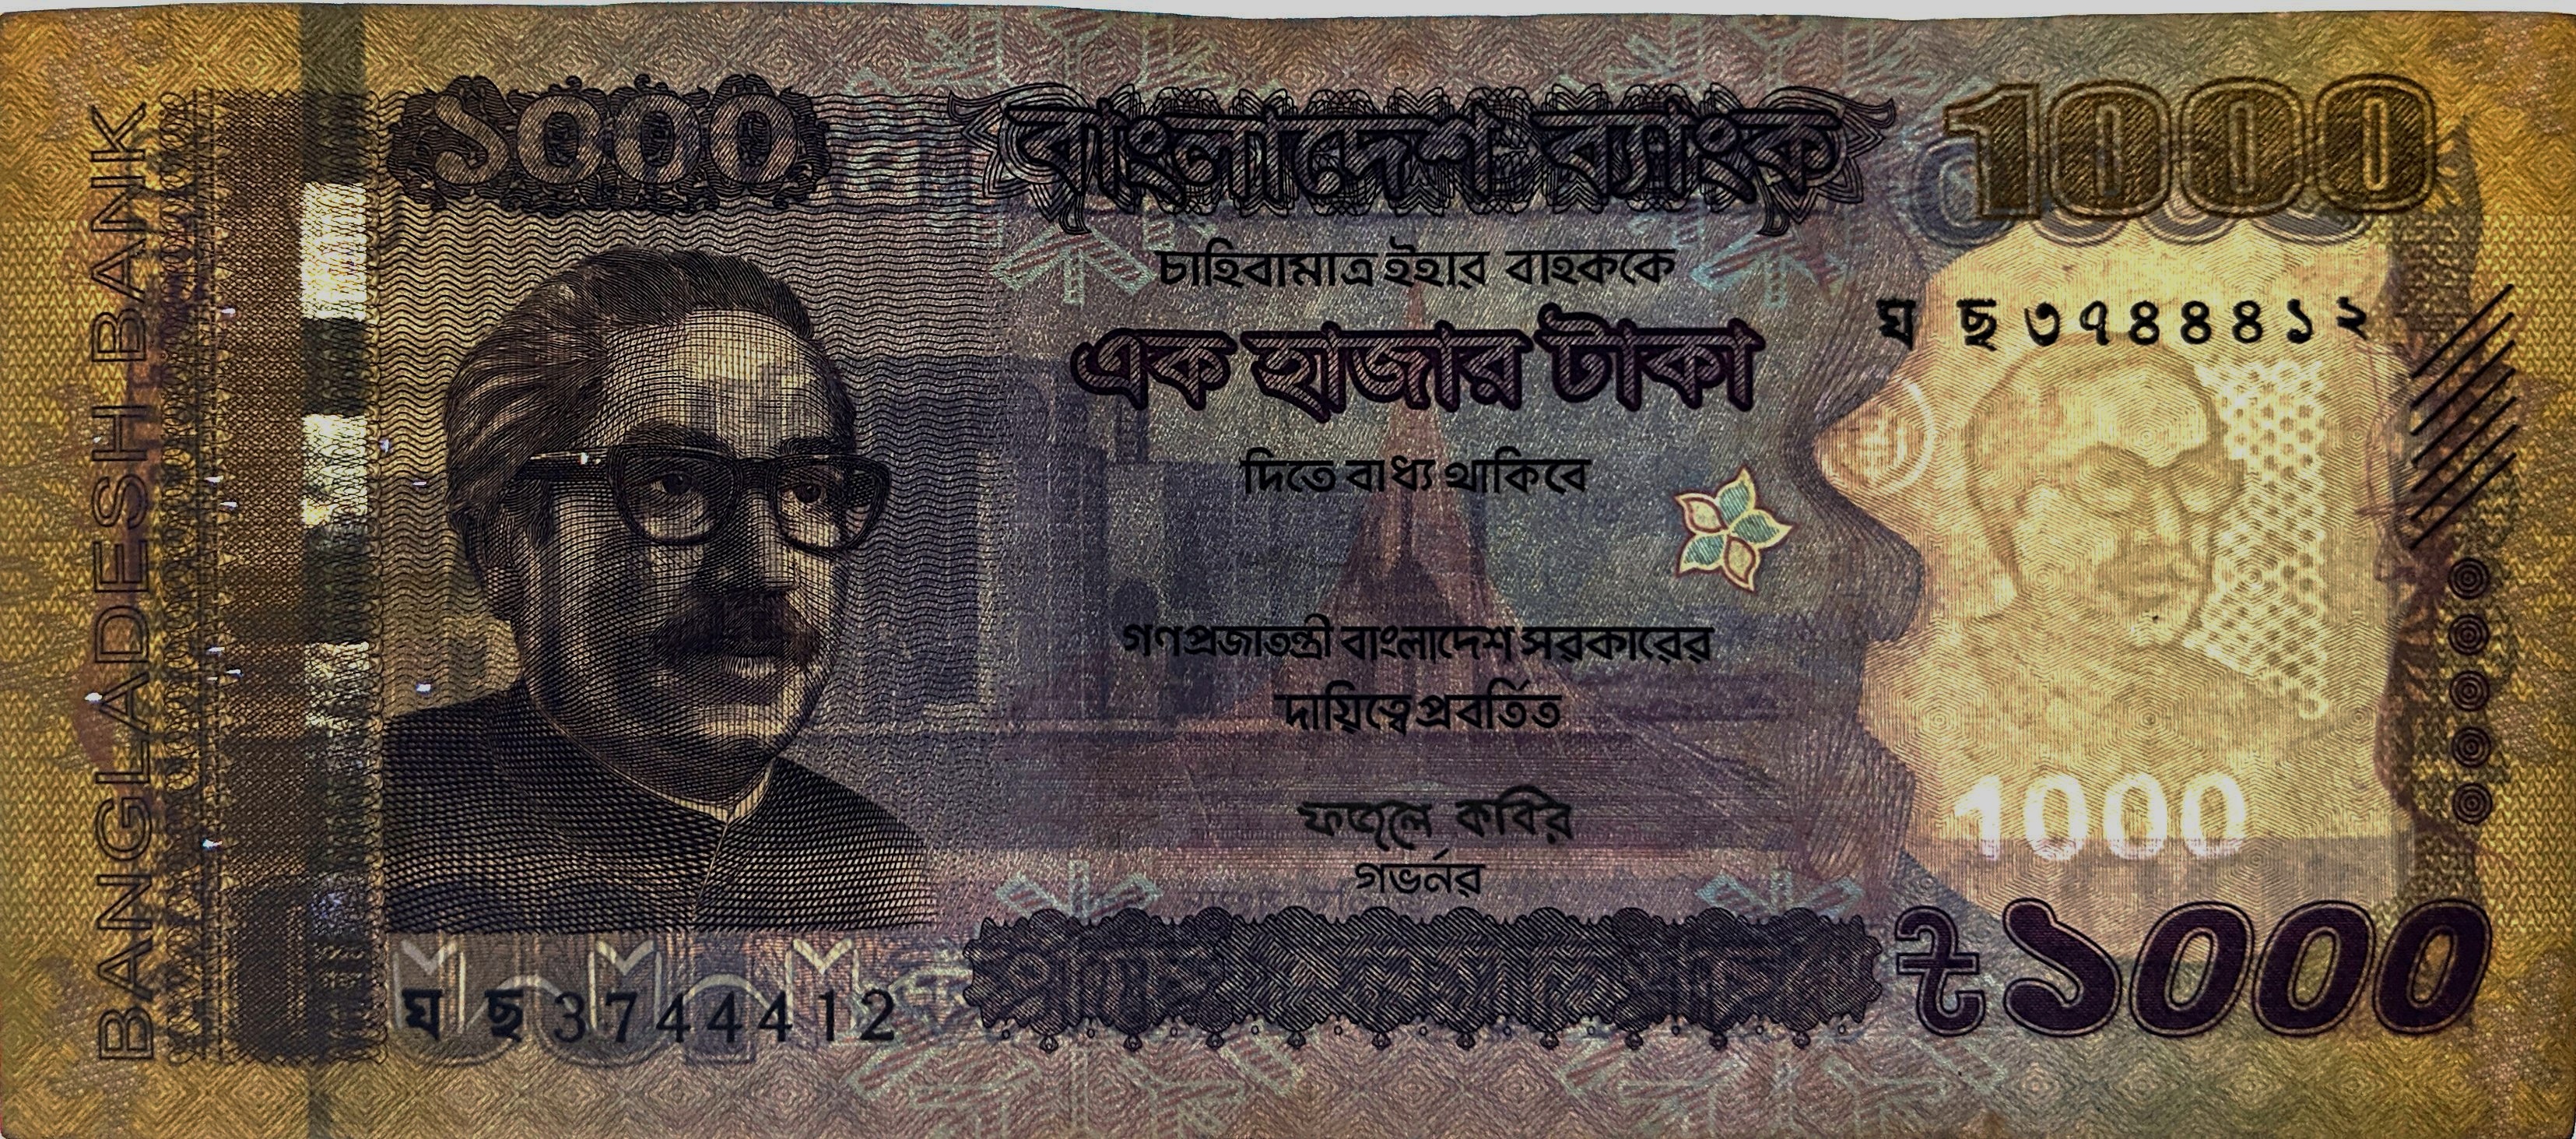 ১০০০
বাংলাদেশ ব্যাংক
1000
চাহিবামাত্র ইহার বাহককে
ঘ ছ ৩৭৪৪৪১২
এক হাজার টাকা
দিতে বাধ্য থাকিবে
গণপ্রজাতন্ত্রী বাংলাদেশ সরকারের
দায়িত্বে প্রবর্তিত
1000
ফজলে কবির
গভর্নর
৳১০০০
ঘ ছ 3744412
BANGLADESH BANK